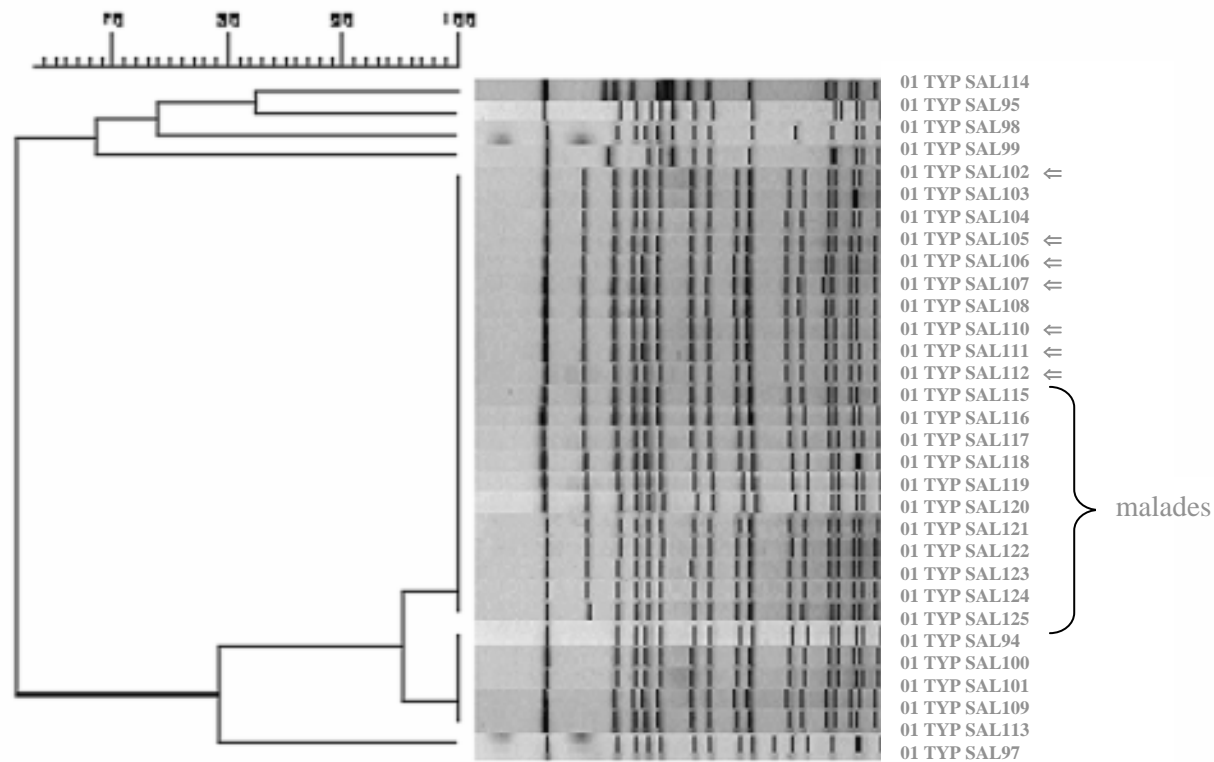 70 80 90 100
01 TYP SAL114
01 TYP SAL95
01 TYP SAL98
01 TYP SAL99
01 TYP SAL102 ⇐
01 TYP SAL103
01 TYP SAL104
01 TYP SAL105 ⇐
01 TYP SAL106 ⇐
01 TYP SAL107 ⇐
01 TYP SAL108
01 TYP SAL110 ⇐
01 TYP SAL111 ⇐
01 TYP SAL112 ⇐
01 TYP SAL115
01 TYP SAL116
01 TYP SAL117
01 TYP SAL118
01 TYP SAL119
01 TYP SAL120
malades
01 TYP SAL121
01 TYP SAL122
01 TYP SAL123
01 TYP SAL124
01 TYP SAL125
01 TYP SAL94
01 TYP SAL100
01 TYP SAL101
01 TYP SAL109
01 TYP SAL113
01 TYP SAL97